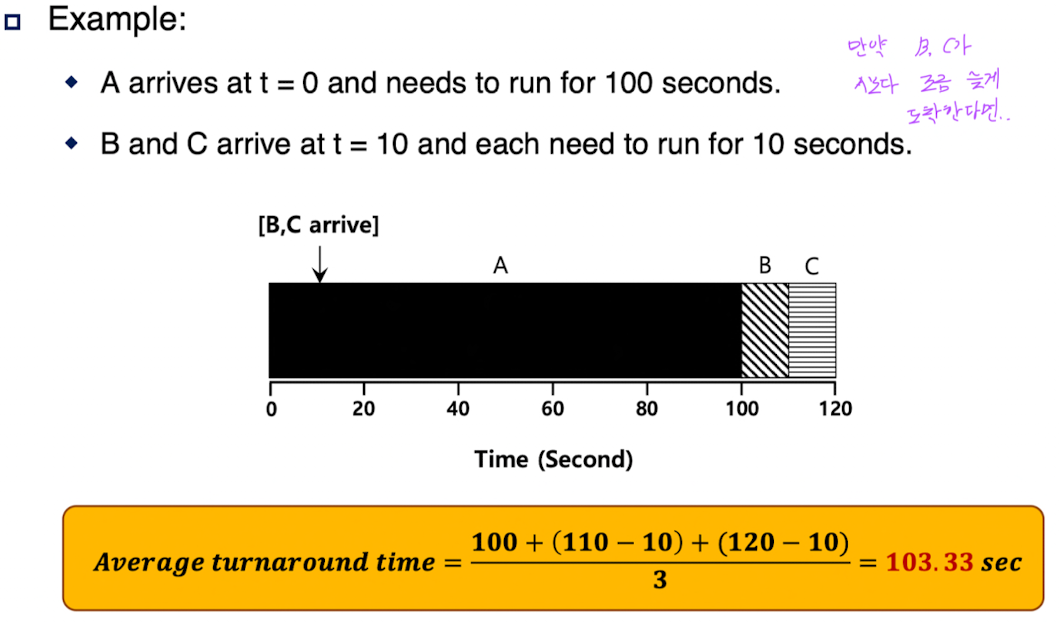 Example:
만약 B, C가
A arrives at t = 0 and needs to run for 100 seconds.
A보다 조금 늦게
도착한다면..
B and C arrive at t = 10 and each need to run for 10 seconds.
[B,C arrive]
A B C
0 20 40 60 80 100 120
Time (Second)
Average turnaround time = \frac{100 + (110 − 10) + (120 − 10)}{3} = 103.33 sec